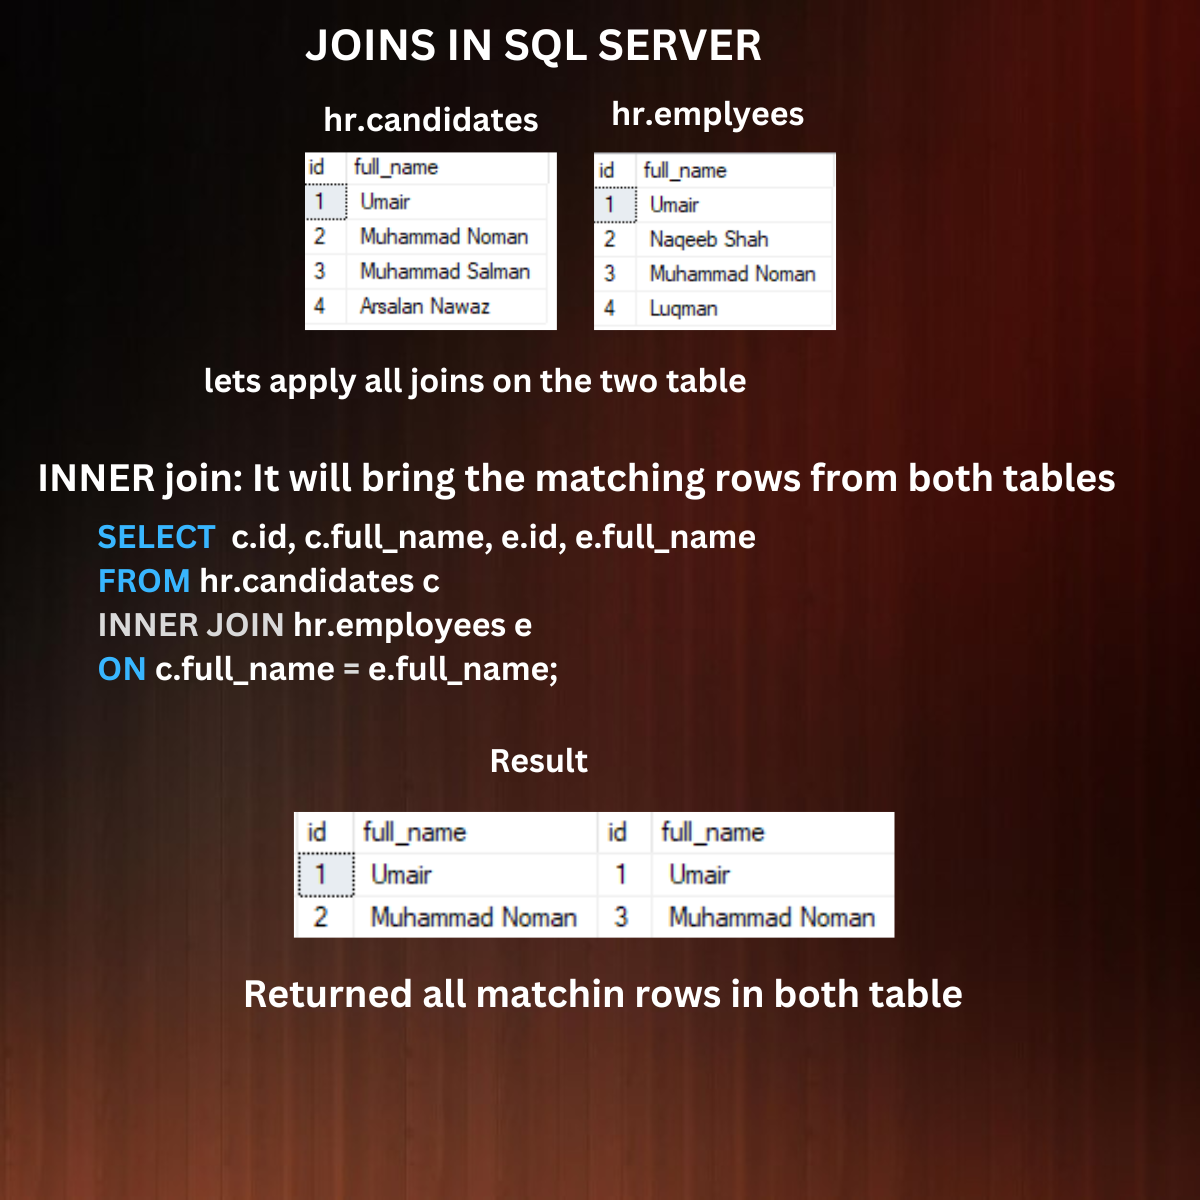 JOINS IN SQL SERVER
hr.candidates
id full_name
1 Umair
2 Muhammad Noman
3 Muhammad Salman
4 Arsalan Nawaz
hr.emplyees
id full_name
1 Umair
2 Naqeeb Shah
3 Muhammad Noman
4 Luqman
lets apply all joins on the two table
INNER join: It will bring the matching rows from both tables
SELECT c.id, c.full_name, e.id, e.full_name
FROM hr.candidates c
INNER JOIN hr.employees e
ON c.full_name = e.full_name;
Result
id full_name id full_name
1 Umair 1 Umair
2 Muhammad Noman 3 Muhammad Noman
Returned all matchin rows in both table